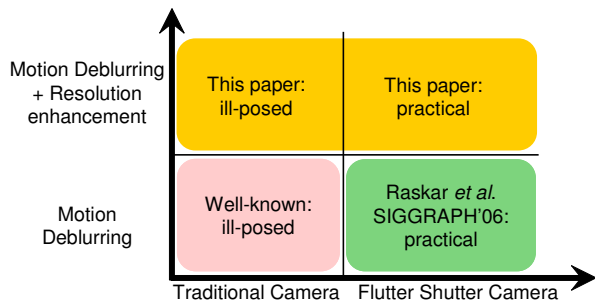 Motion Deblurring
+ Resolution
enhancement
This paper:
ill-posed
This paper:
practical
Motion
Deblurring
Well-known:
ill-posed
Raskar et al.
SIGGRAPH'06:
practical
Traditional Camera
Flutter Shutter Camera